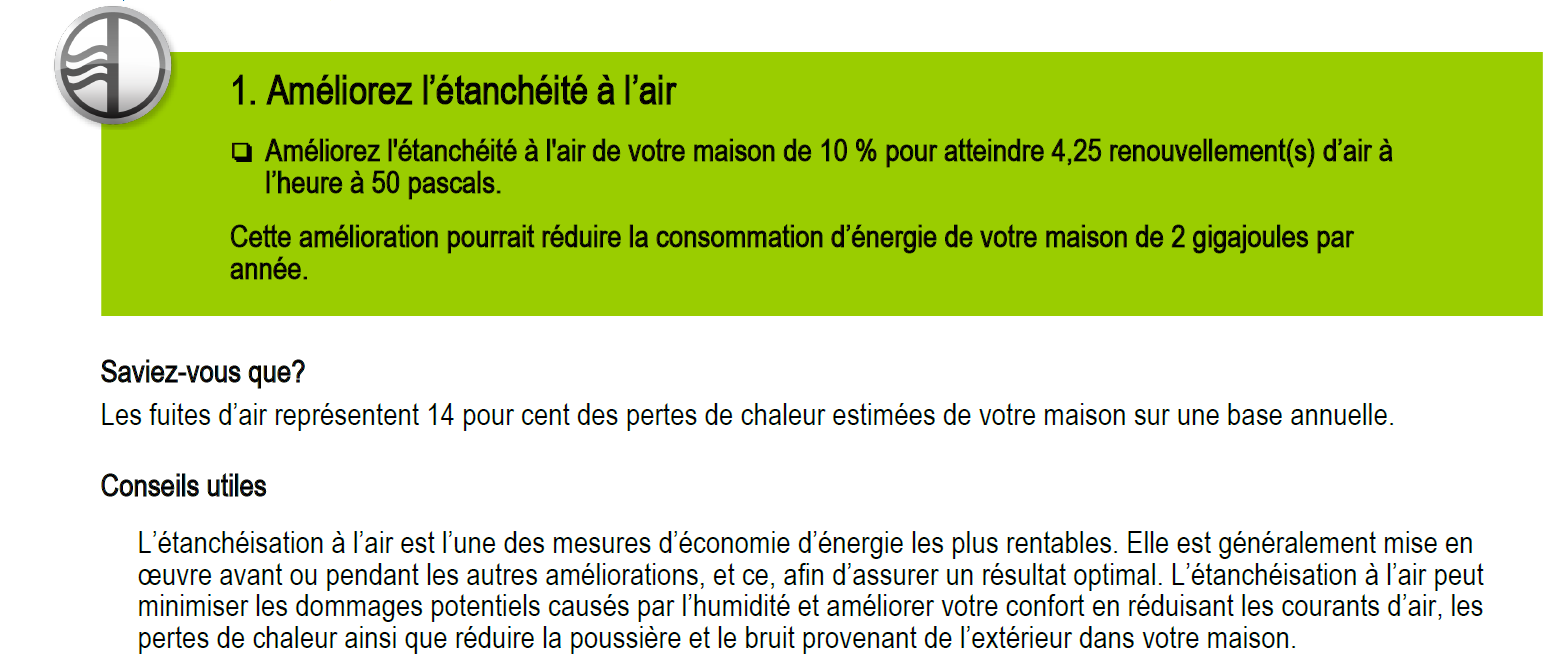 1. Améliorez l’étanchéité à l’air
❏ Améliorez l'étanchéité à l'air de votre maison de 10 % pour atteindre 4,25 renouvellement(s) d’air à
l’heure à 50 pascals.
Cette amélioration pourrait réduire la consommation d’énergie de votre maison de 2 gigajoules par
année.
Saviez-vous que?
Les fuites d’air représentent 14 pour cent des pertes de chaleur estimées de votre maison sur une base annuelle.
Conseils utiles
L’étanchéisation à l’air est l’une des mesures d’économie d’énergie les plus rentables. Elle est généralement mise en
œuvre avant ou pendant les autres améliorations, et ce, afin d’assurer un résultat optimal. L’étanchéisation à l’air peut
minimiser les dommages potentiels causés par l’humidité et améliorer votre confort en réduisant les courants d’air, les
pertes de chaleur ainsi que réduire la poussière et le bruit provenant de l’extérieur dans votre maison.